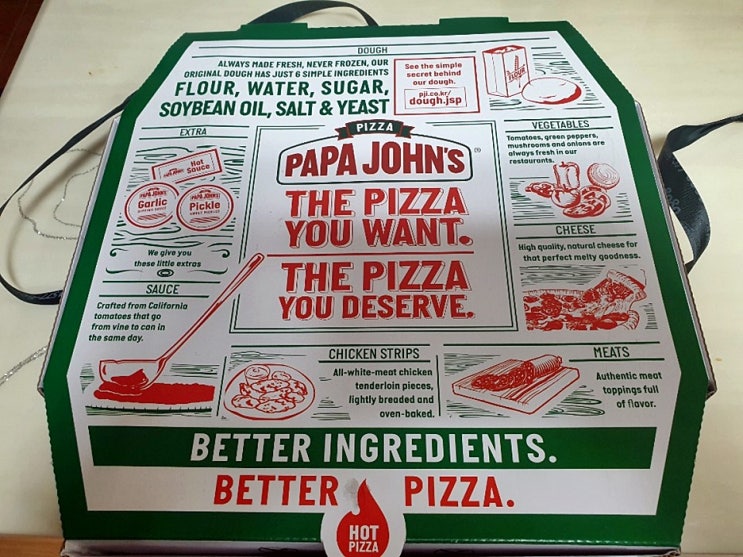 DOUGH
ALWAYS MADE FRESH, NEVER FROZEN, OUR
ORIGINAL DOUGH HAS JUST 6 SIMPLE INGREDIENTS
FLOUR, WATER, SUGAR,
SOYBEAN OIL, SALT & YEAST
See the simple
secret behind
our dough.
pji.co.kr/
dough.jsp
FLOUR
EXTRA
PAPA JOHN'S
Hot
Sauce
PAPA JOHNS
Garlic
PAPA JOHNS
Pickle
We give you
these little extras
SAUCE
Crafted from California
tomatoes that go
from vine to can in
the same day.
PIZZA
PAPA JOHN'S®
THE PIZZA
YOU WANT.
THE PIZZA
YOU DESERVE.
VEGETABLES
Tomatoes, green peppers,
mushrooms and onions are
always fresh in our
restaurants.
CHEESE
High quality, natural cheese for
that perfect melty goodness.
CHICKEN STRIPS
All-white-meat chicken
tenderloin pieces,
lightly breaded and
oven-baked.
MEATS
Authentic meat
toppings full
of flavor.
BETTER INGREDIENTS.
BETTER PIZZA.
HOT
PIZZA